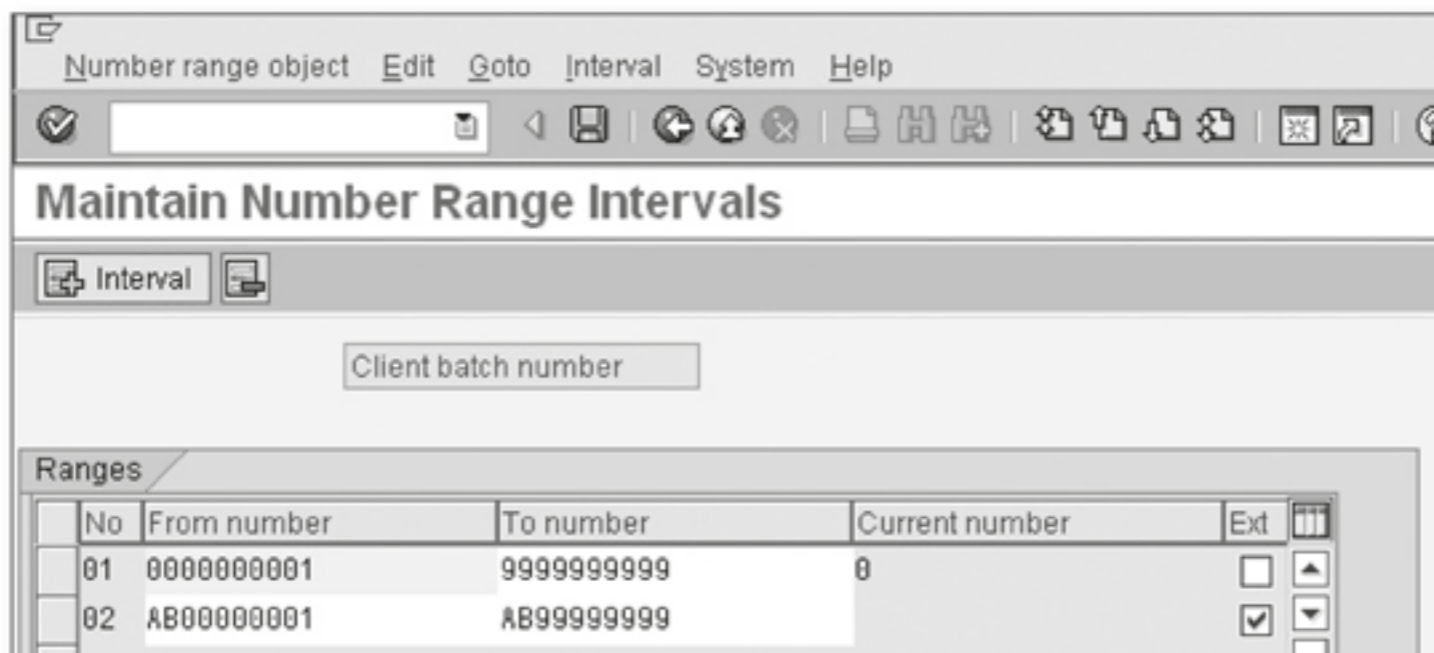 Number range object Edit Goto Interval System Help
Maintain Number Range Intervals
Interval
Client batch number
Ranges
No From number To number Current number Ext
01 0000000001 9999999999 0
02 AB00000001 AB99999999